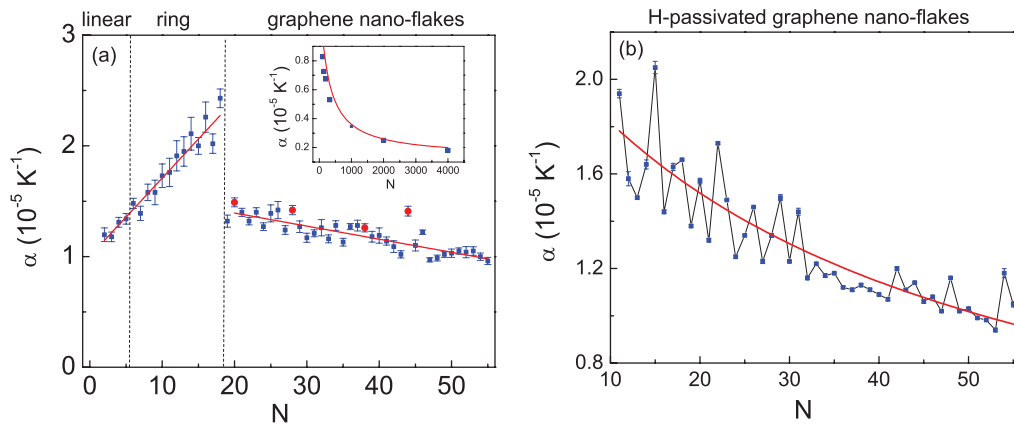 linear ring graphene nano-flakes
(a)
α (10⁻⁵ K⁻¹)
3
2
1
0
0 10 20 30 40 50
N
α (10⁻⁵ K⁻¹)
0.8
0.6
0.4
0.2
0 1000 2000 3000 4000
N
H-passivated graphene nano-flakes
(b)
α (10⁻⁵ K⁻¹)
2.0
1.6
1.2
0.8
10 20 30 40 50
N